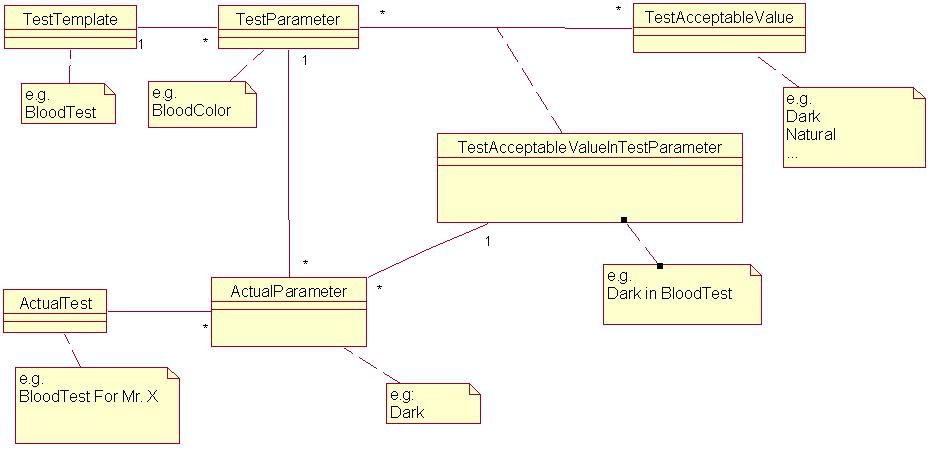 TestTemplate
TestParameter
TestAcceptableValue
*
*
1
*
1
e.g.
BloodTest
e.g.
BloodColor
e.g.
Dark
Natural
...
TestAcceptableValueInTestParameter
1
*
*
e.g.
Dark in BloodTest
ActualParameter
ActualTest
*
e.g.
BloodTest For Mr. X
e.g:
Dark